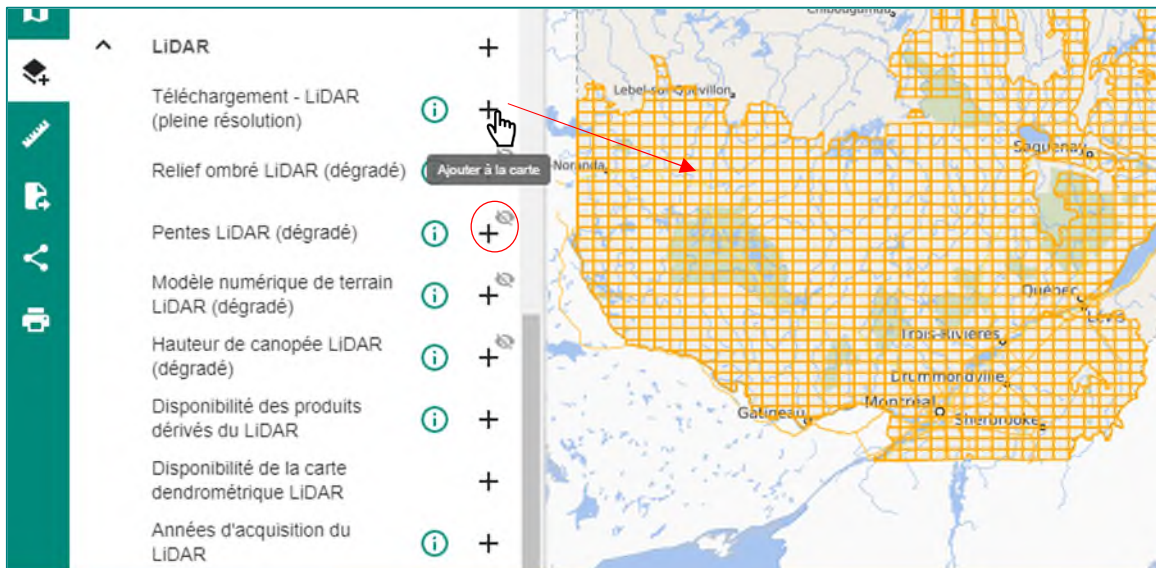 LiDAR
Téléchargement - LiDAR
(pleine résolution)
Relief ombré LiDAR (dégradé)
Ajouter à la carte
Pentes LiDAR (dégradé)
Modèle numérique de terrain
LiDAR (dégradé)
Hauteur de canopée LiDAR
(dégradé)
Disponibilité des produits
dérivés du LiDAR
Disponibilité de la carte
dendrométrique LiDAR
Années d'acquisition du
LiDAR
Chibougamau
Lebel-sur-Quévillon
Noranda
Saguenay
Québec
Lévis
Trois-Rivières
Drummondville
Montréal
Gatineau
Sherbrooke